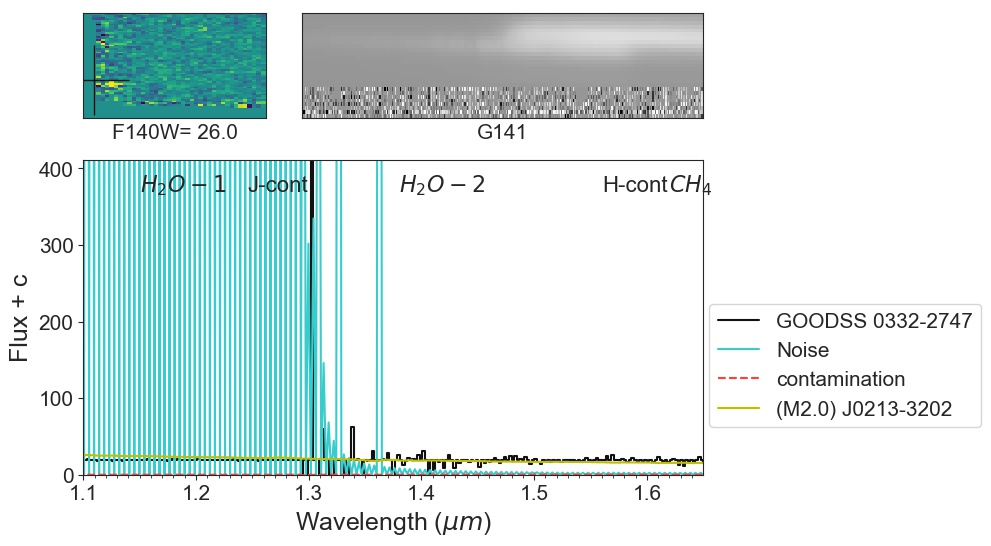 F140W= 26.0
G141
H₂O − 1 J-cont H₂O − 2 H-cont CH₄
400
300
200
100
0
Flux + c
1.1 1.2 1.3 1.4 1.5 1.6
Wavelength (μm)
GOODSS 0332-2747
Noise
contamination
(M2.0) J0213-3202